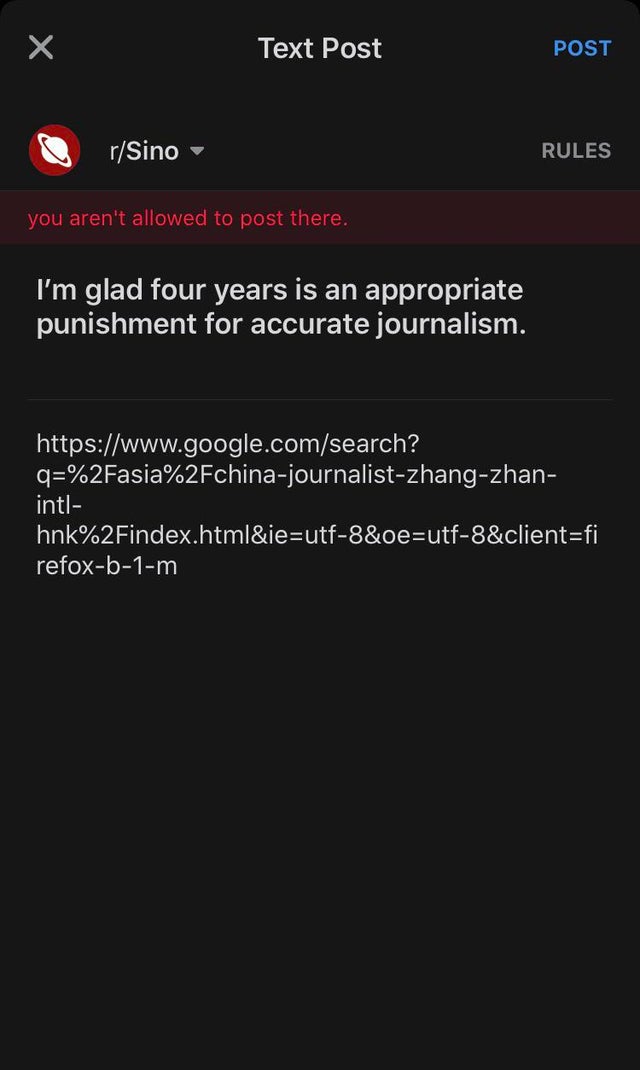 Text Post
POST
r/Sino
RULES
you aren't allowed to post there.
I’m glad four years is an appropriate
punishment for accurate journalism.
https://www.google.com/search?
q=%2Fasia%2Fchina-journalist-zhang-zhan-
intl-
hnk%2Findex.html&ie=utf-8&oe=utf-8&client=fi
refox-b-1-m